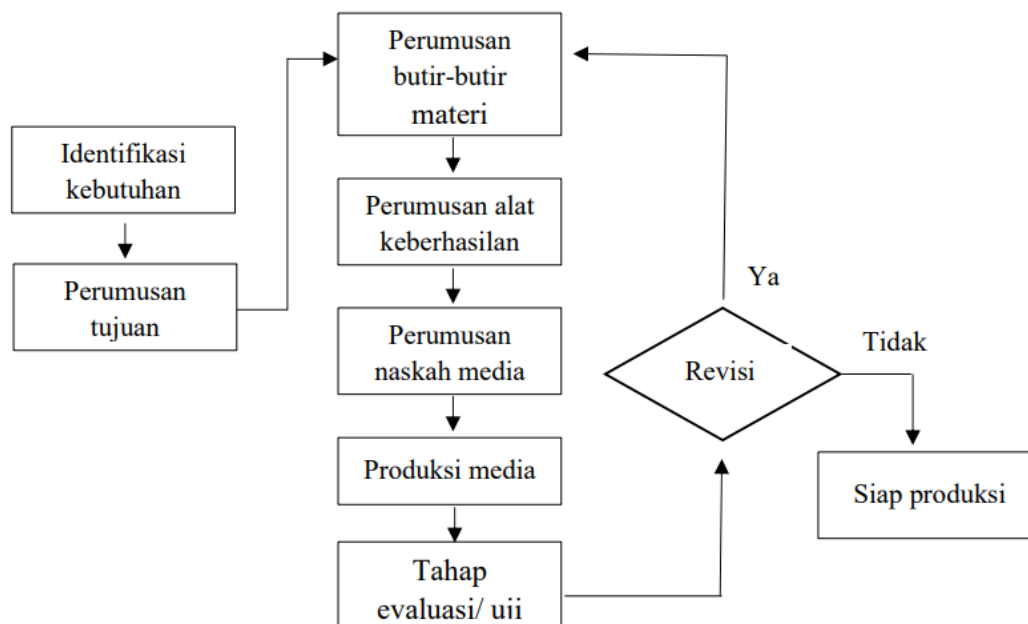 Identifikasi
kebutuhan
Perumusan
tujuan
Perumusan
butir-butir
materi
Perumusan alat
keberhasilan
Perumusan
naskah media
Produksi media
Tahap
evaluasi/ uji
Revisi
Ya
Tidak
Siap produksi